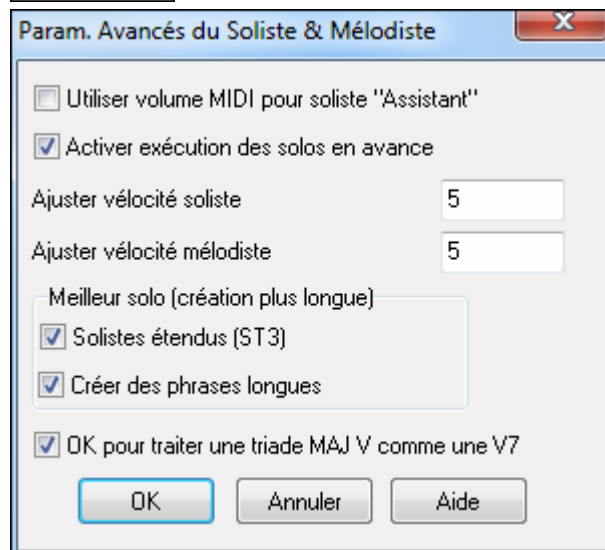 Param. Avancés du Soliste & Mélodiste
Utiliser volume MIDI pour soliste "Assistant"
Activer exécution des solos en avance
Ajuster vélocité soliste 5
Ajuster vélocité mélodiste 5
Meilleur solo (création plus longue)
Solistes étendus (ST3)
Créer des phrases longues
OK pour traiter une triade MAJ V comme une V7
OK Annuler Aide